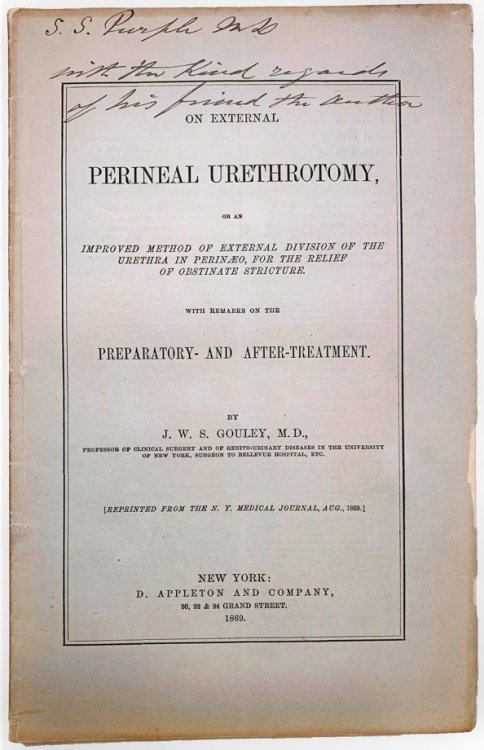 S. S. Purple MD
with the kind regards
of his friend the author
ON EXTERNAL
PERINEAL URETHROTOMY,
OR AN
IMPROVED METHOD OF EXTERNAL DIVISION OF THE
URETHRA IN PERINÆO, FOR THE RELIEF
OF OBSTINATE STRICTURE.
WITH REMARKS ON THE
PREPARATORY- AND AFTER-TREATMENT.
BY
J. W. S. GOULEY, M.D.,
PROFESSOR OF CLINICAL SURGERY AND OF GENITO-URINARY DISEASES IN THE UNIVERSITY
OF NEW YORK, SURGEON TO BELLEVUE HOSPITAL, ETC.
[REPRINTED FROM THE N. Y. MEDICAL JOURNAL, AUG., 1869.]
NEW YORK:
D. APPLETON AND COMPANY,
90, 92 & 94 GRAND STREET.
1869.